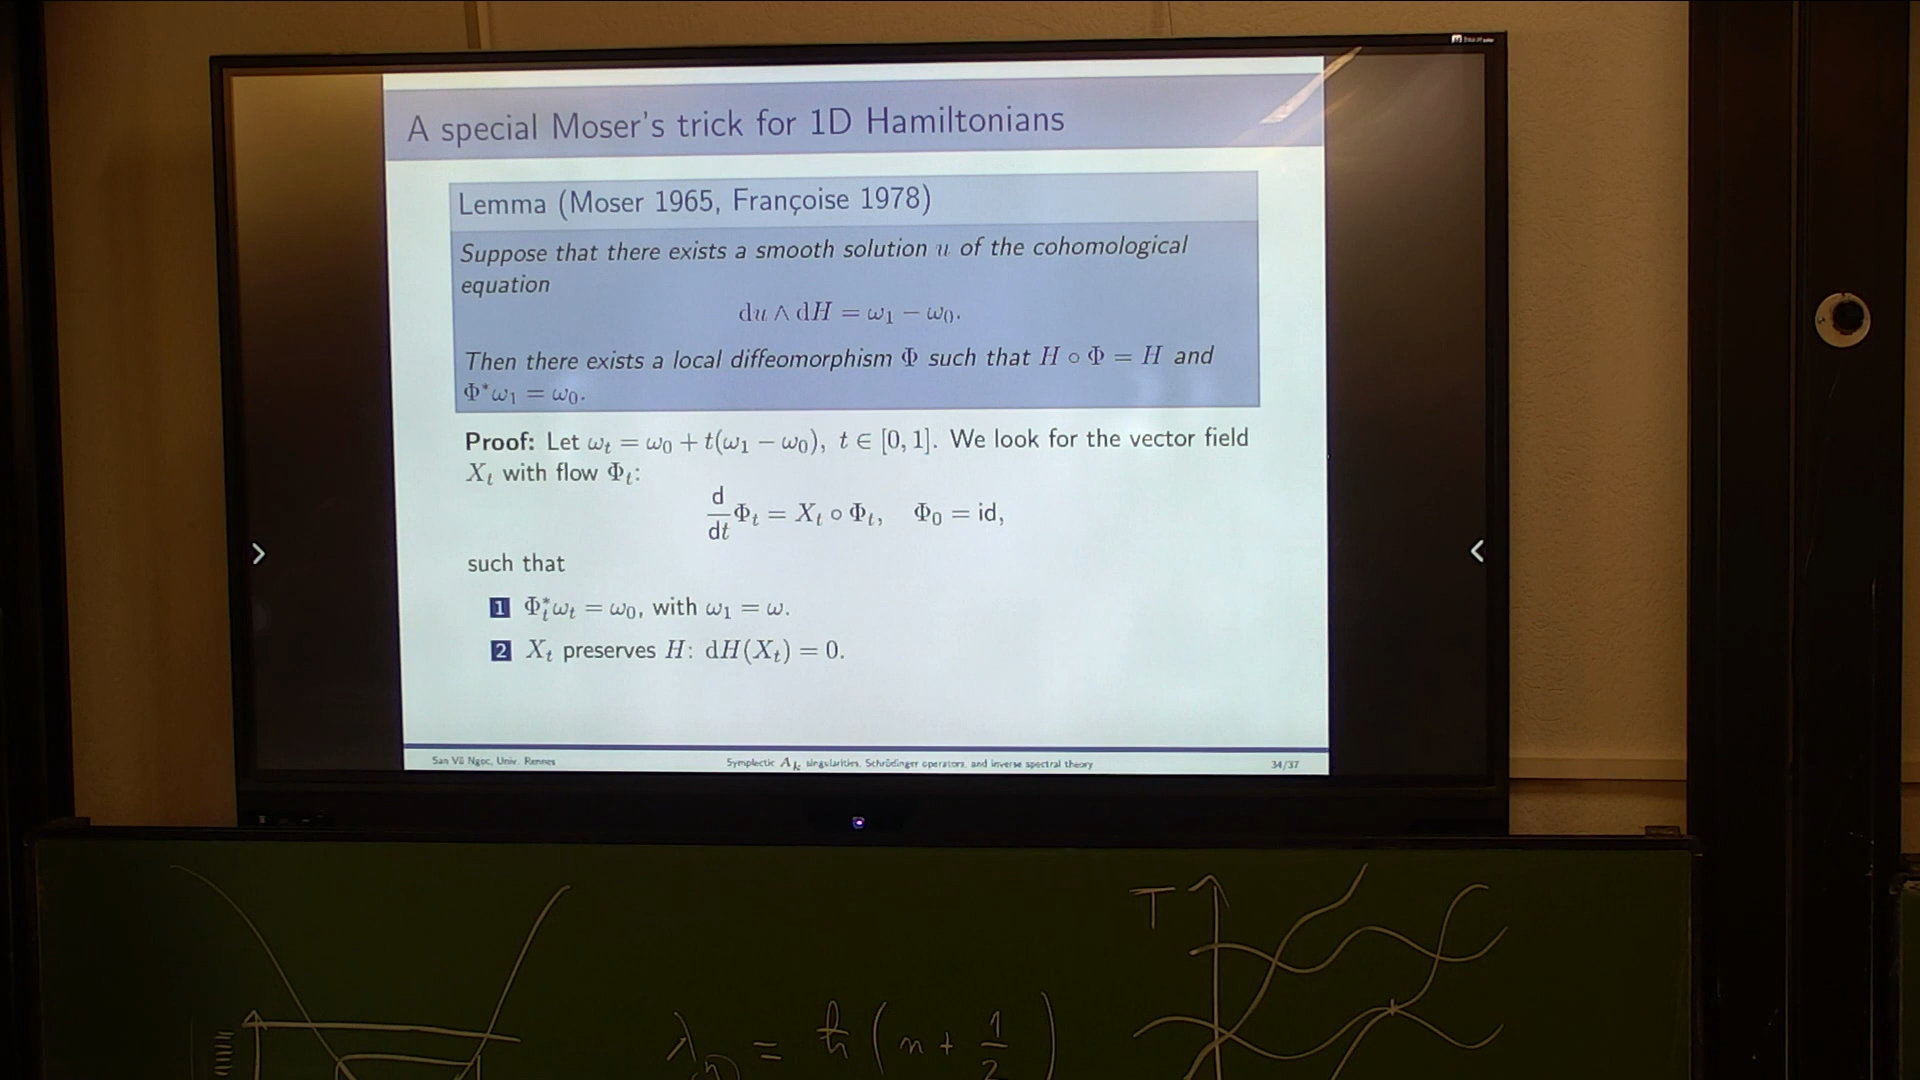 A special Moser's trick for 1D Hamiltonians
Lemma (Moser 1965, Françoise 1978)
Suppose that there exists a smooth solution u of the cohomological
equation
du ∧ dH = ω₁ − ω₀.
Then there exists a local diffeomorphism Φ such that H ∘ Φ = H and
Φ*ω₁ = ω₀.
Proof: Let ωₜ = ω₀ + t(ω₁ − ω₀), t ∈ [0, 1]. We look for the vector field
Xₜ with flow Φₜ:
d/dt Φₜ = Xₜ ∘ Φₜ, Φ₀ = id,
such that
1 Φₜ*ωₜ = ω₀, with ω₁ = ω.
2 Xₜ preserves H: dH(Xₜ) = 0.
San Vũ Ngọc, Univ. Rennes
Symplectic Aₖ singularities, Schrödinger operators, and inverse spectral theory
34/37
T
λₙ = ℏ (n + 1/2)